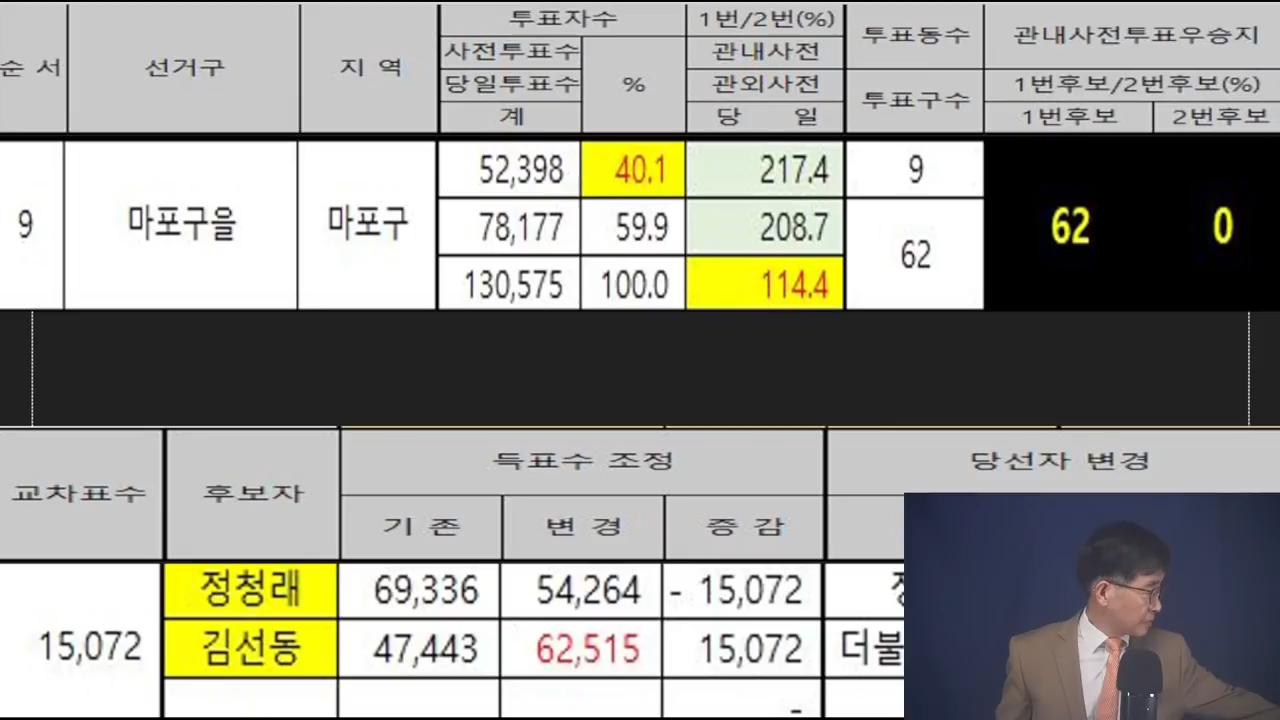 순 서 선거구 지 역 투표자수 1번/2번(%) 투표동수 관내사전투표우승지
사전투표수 % 관내사전
당일투표수 관외사전 투표구수 1번후보/2번후보(%)
계 당 일 1번후보 2번후보
9 마포구을 마포구 52,398 40.1 217.4 9 62 0
78,177 59.9 208.7 62
130,575 100.0 114.4
교차표수 후보자 득표수 조정 당선자 변경
기 존 변 경 증 감
15,072 정청래 69,336 54,264 - 15,072
김선동 47,443 62,515 15,072 더불
-